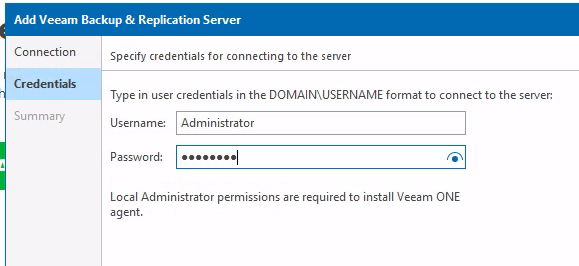 Add Veeam Backup & Replication Server
Connection
Specify credentials for connecting to the server
Credentials
Type in user credentials in the DOMAIN\USERNAME format to connect to the server:
Username: Administrator
Summary
Password: ●●●●●●●●
Local Administrator permissions are required to install Veeam ONE
agent.